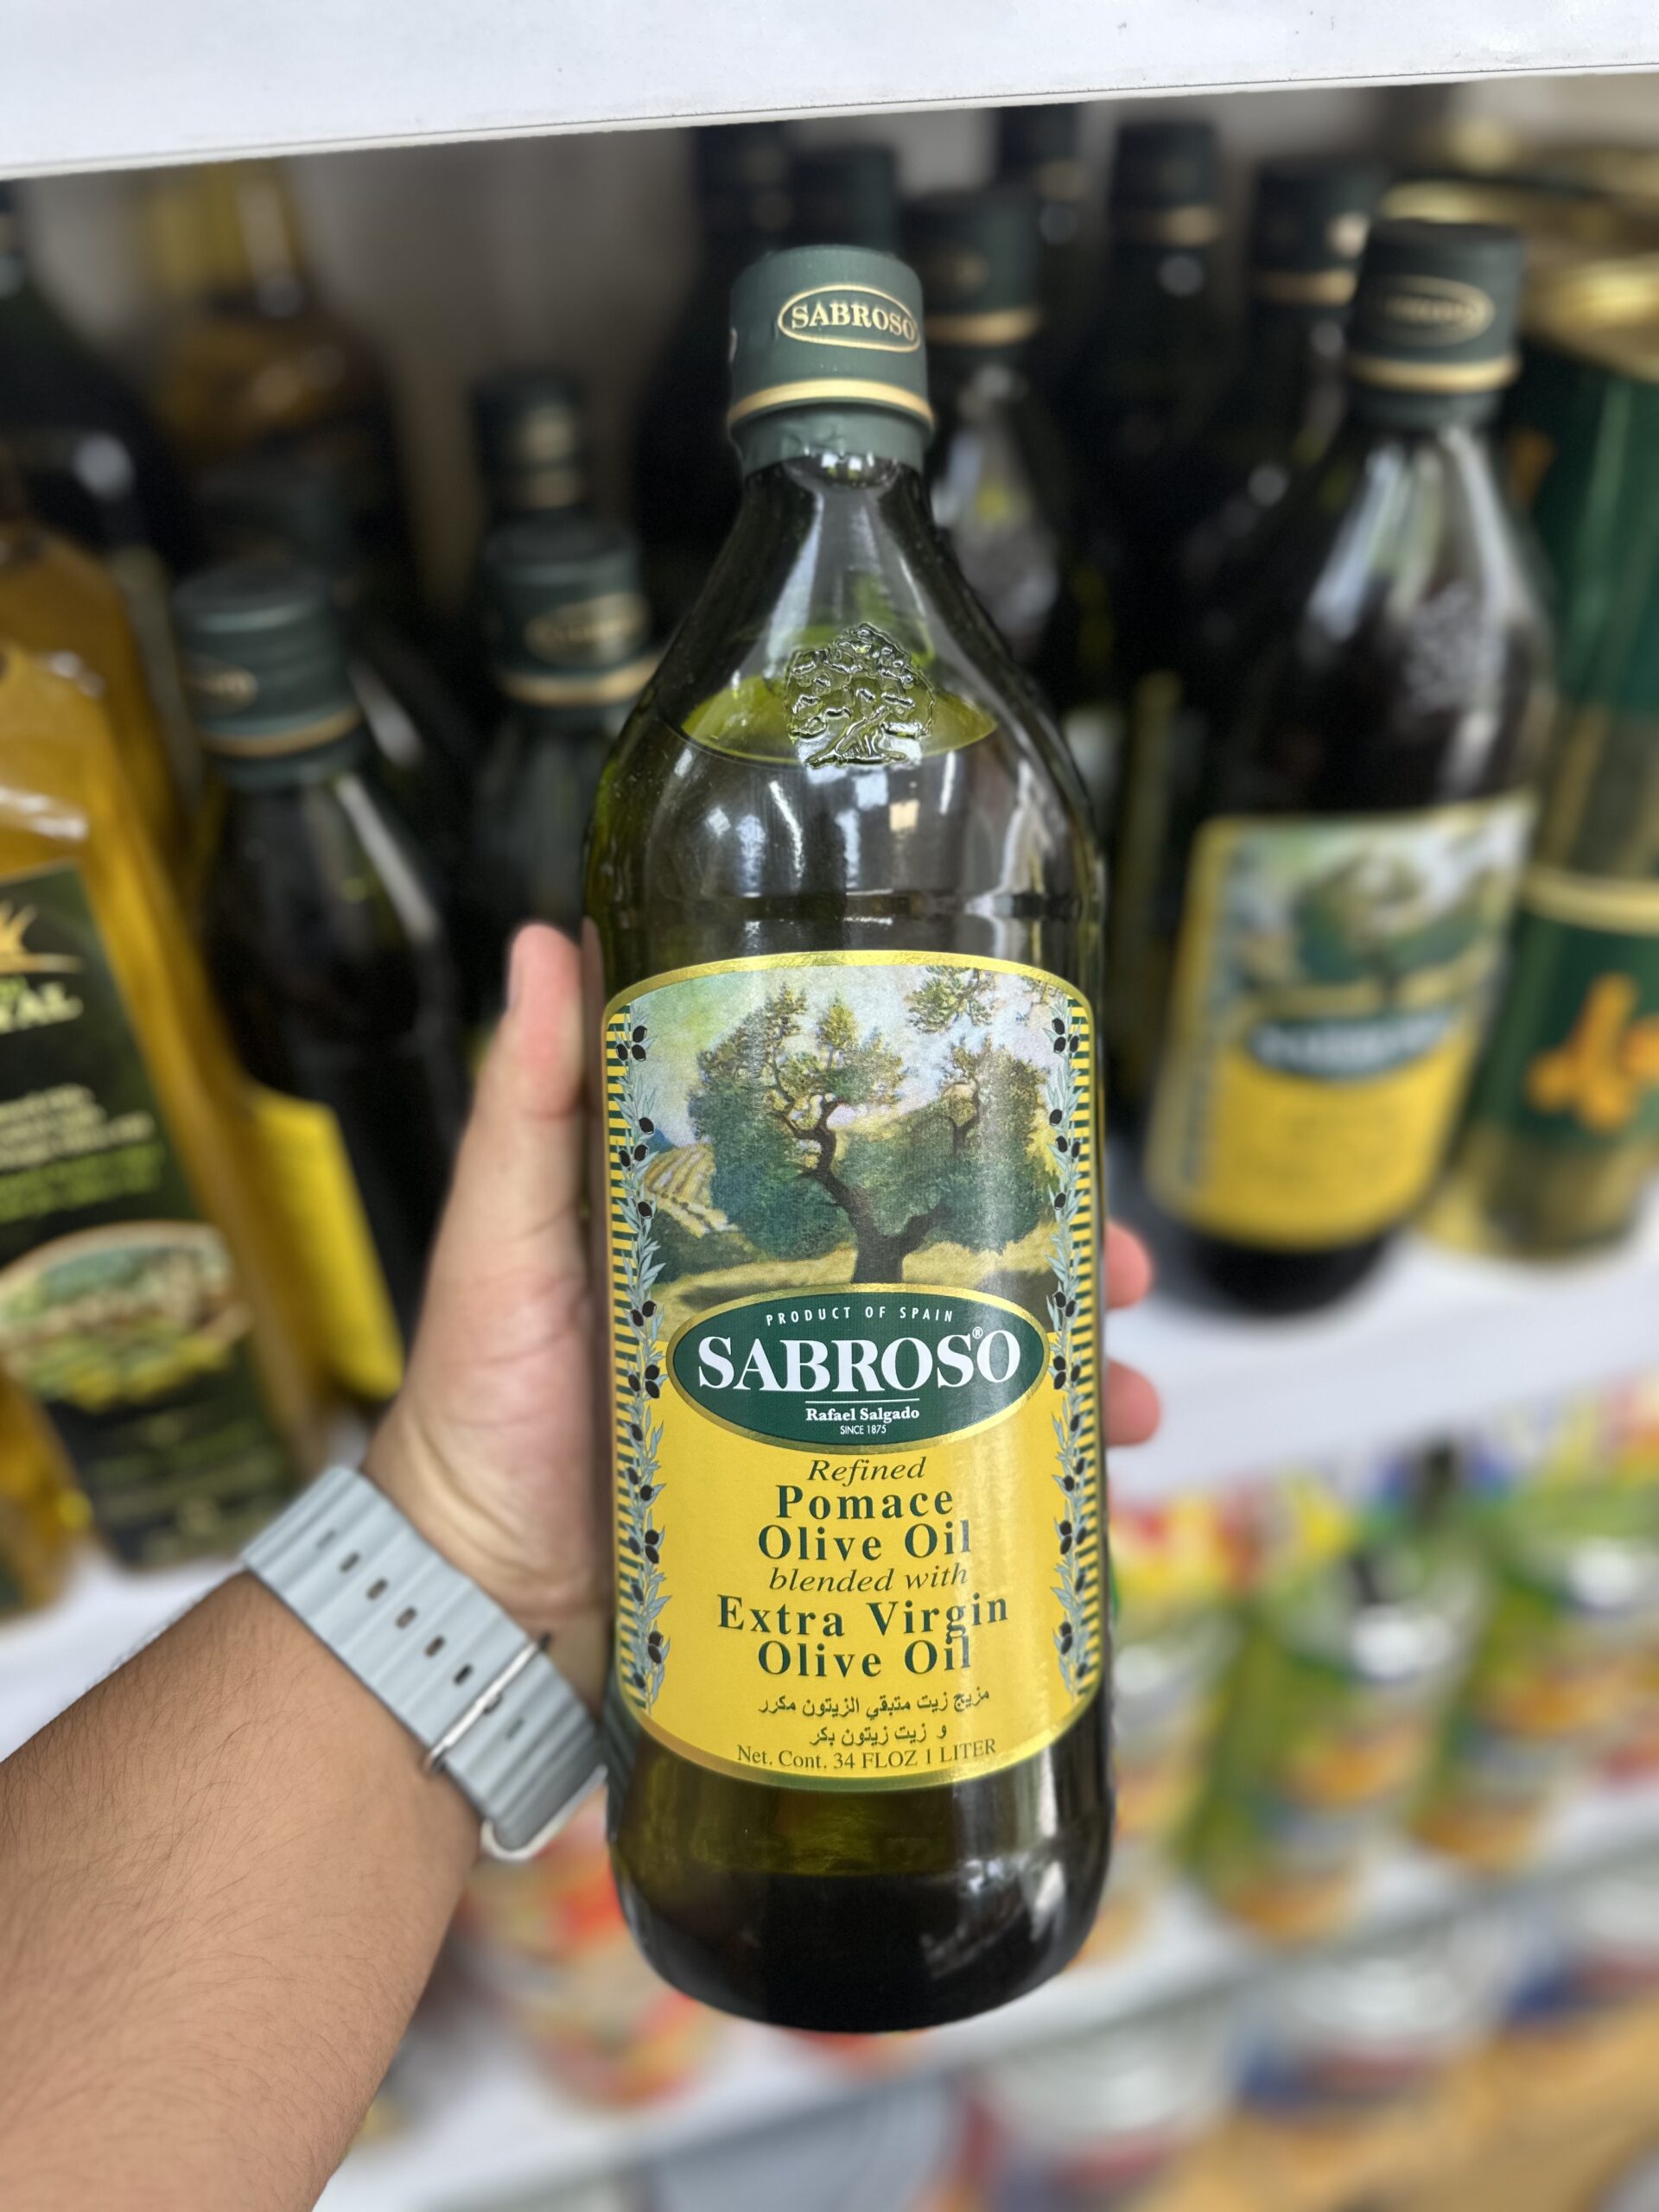 SABROSO
PRODUCT OF SPAIN
SABROSO®
Rafael Salgado
SINCE 1875
Refined
Pomace
Olive Oil
blended with
Extra Virgin
Olive Oil
مزيج زيت متبقي الزيتون مكرر
و زيت زيتون بكر
Net. Cont. 34 FLOZ 1 LITER